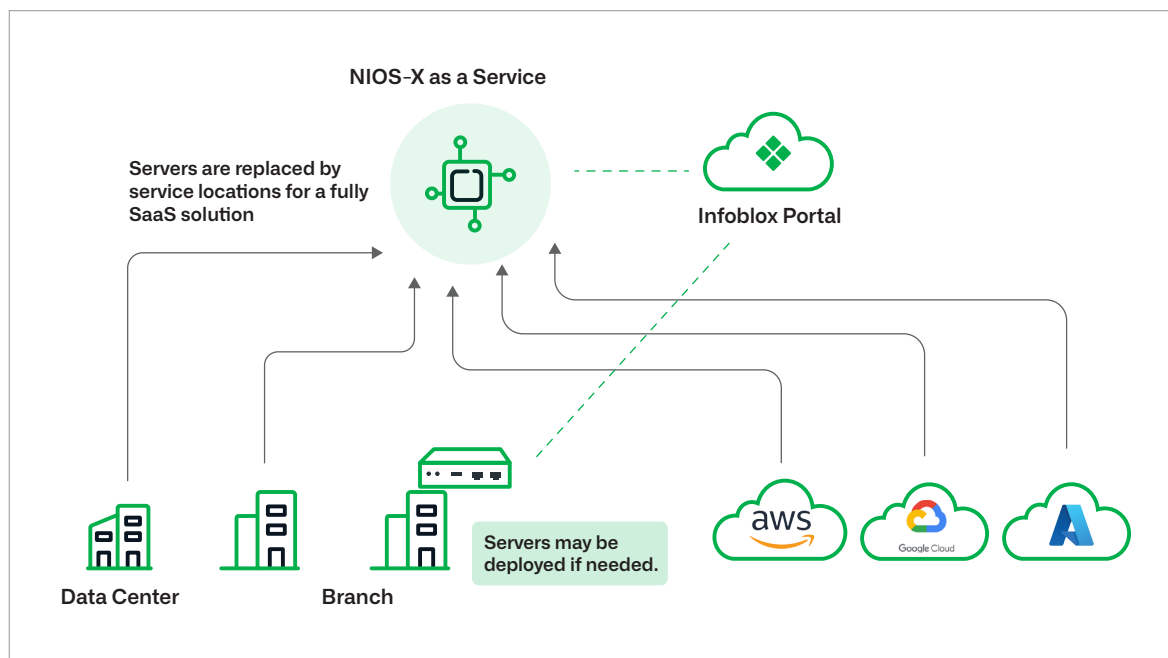 NIOS-X as a Service
Servers are replaced by
service locations for a fully
SaaS solution
Infoblox Portal
aws
Google Cloud
Servers may be
deployed if needed.
Data Center
Branch